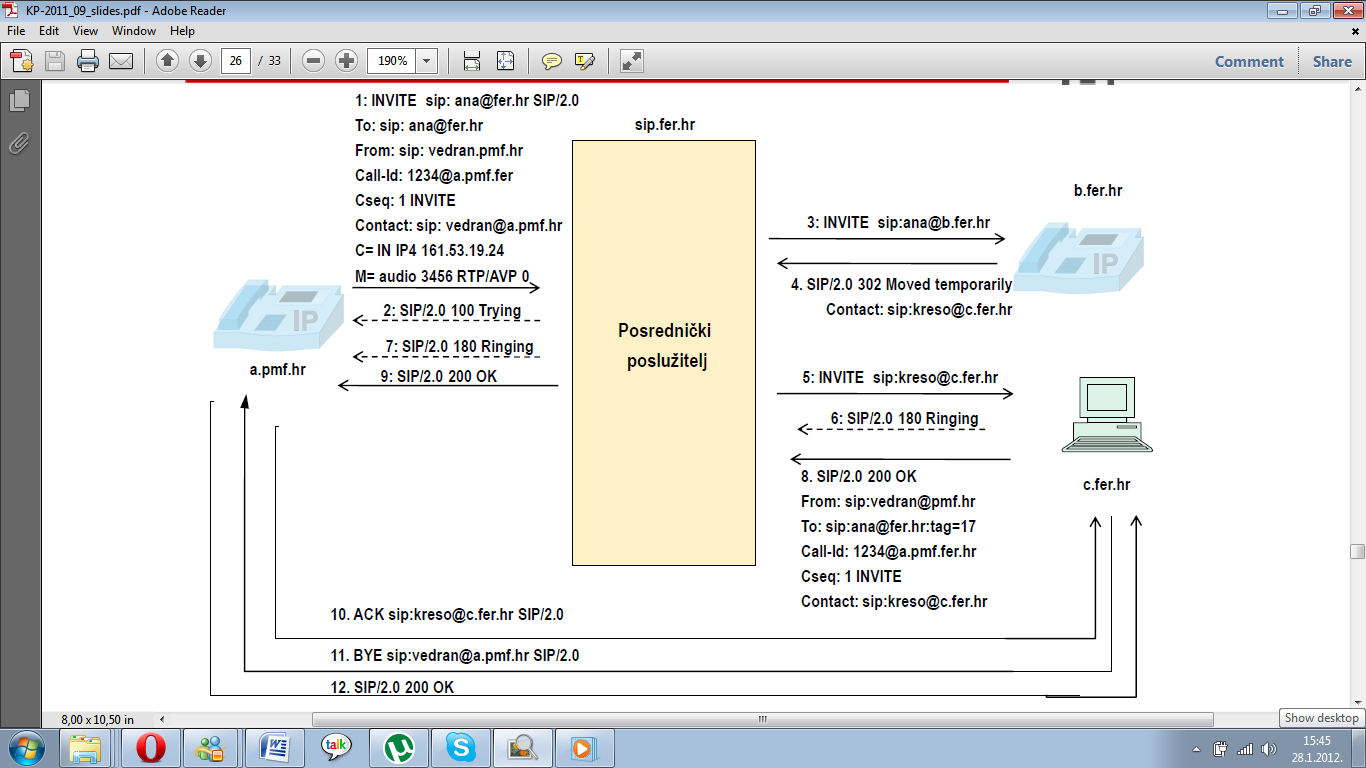 KP-2011_09_slides.pdf - Adobe Reader
File Edit View Window Help
26 / 33 190% Comment Share
1: INVITE sip: ana@fer.hr SIP/2.0
To: sip: ana@fer.hr
From: sip: vedran.pmf.hr
Call-Id: 1234@a.pmf.fer
Cseq: 1 INVITE
Contact: sip: vedran@a.pmf.hr
C= IN IP4 161.53.19.24
M= audio 3456 RTP/AVP 0
2: SIP/2.0 100 Trying
7: SIP/2.0 180 Ringing
9: SIP/2.0 200 OK
IP
a.pmf.hr
sip.fer.hr
Posrednički
poslužitelj
b.fer.hr
IP
3: INVITE sip:ana@b.fer.hr
4. SIP/2.0 302 Moved temporarily
Contact: sip:kreso@c.fer.hr
5: INVITE sip:kreso@c.fer.hr
6: SIP/2.0 180 Ringing
c.fer.hr
8. SIP/2.0 200 OK
From: sip:vedran@pmf.hr
To: sip:ana@fer.hr:tag=17
Call-Id: 1234@a.pmf.fer.hr
Cseq: 1 INVITE
Contact: sip:kreso@c.fer.hr
10. ACK sip:kreso@c.fer.hr SIP/2.0
11. BYE sip:vedran@a.pmf.hr SIP/2.0
12. SIP/2.0 200 OK
8,00 x 10,50 in
Show desktop
talk
15:45
28.1.2012.